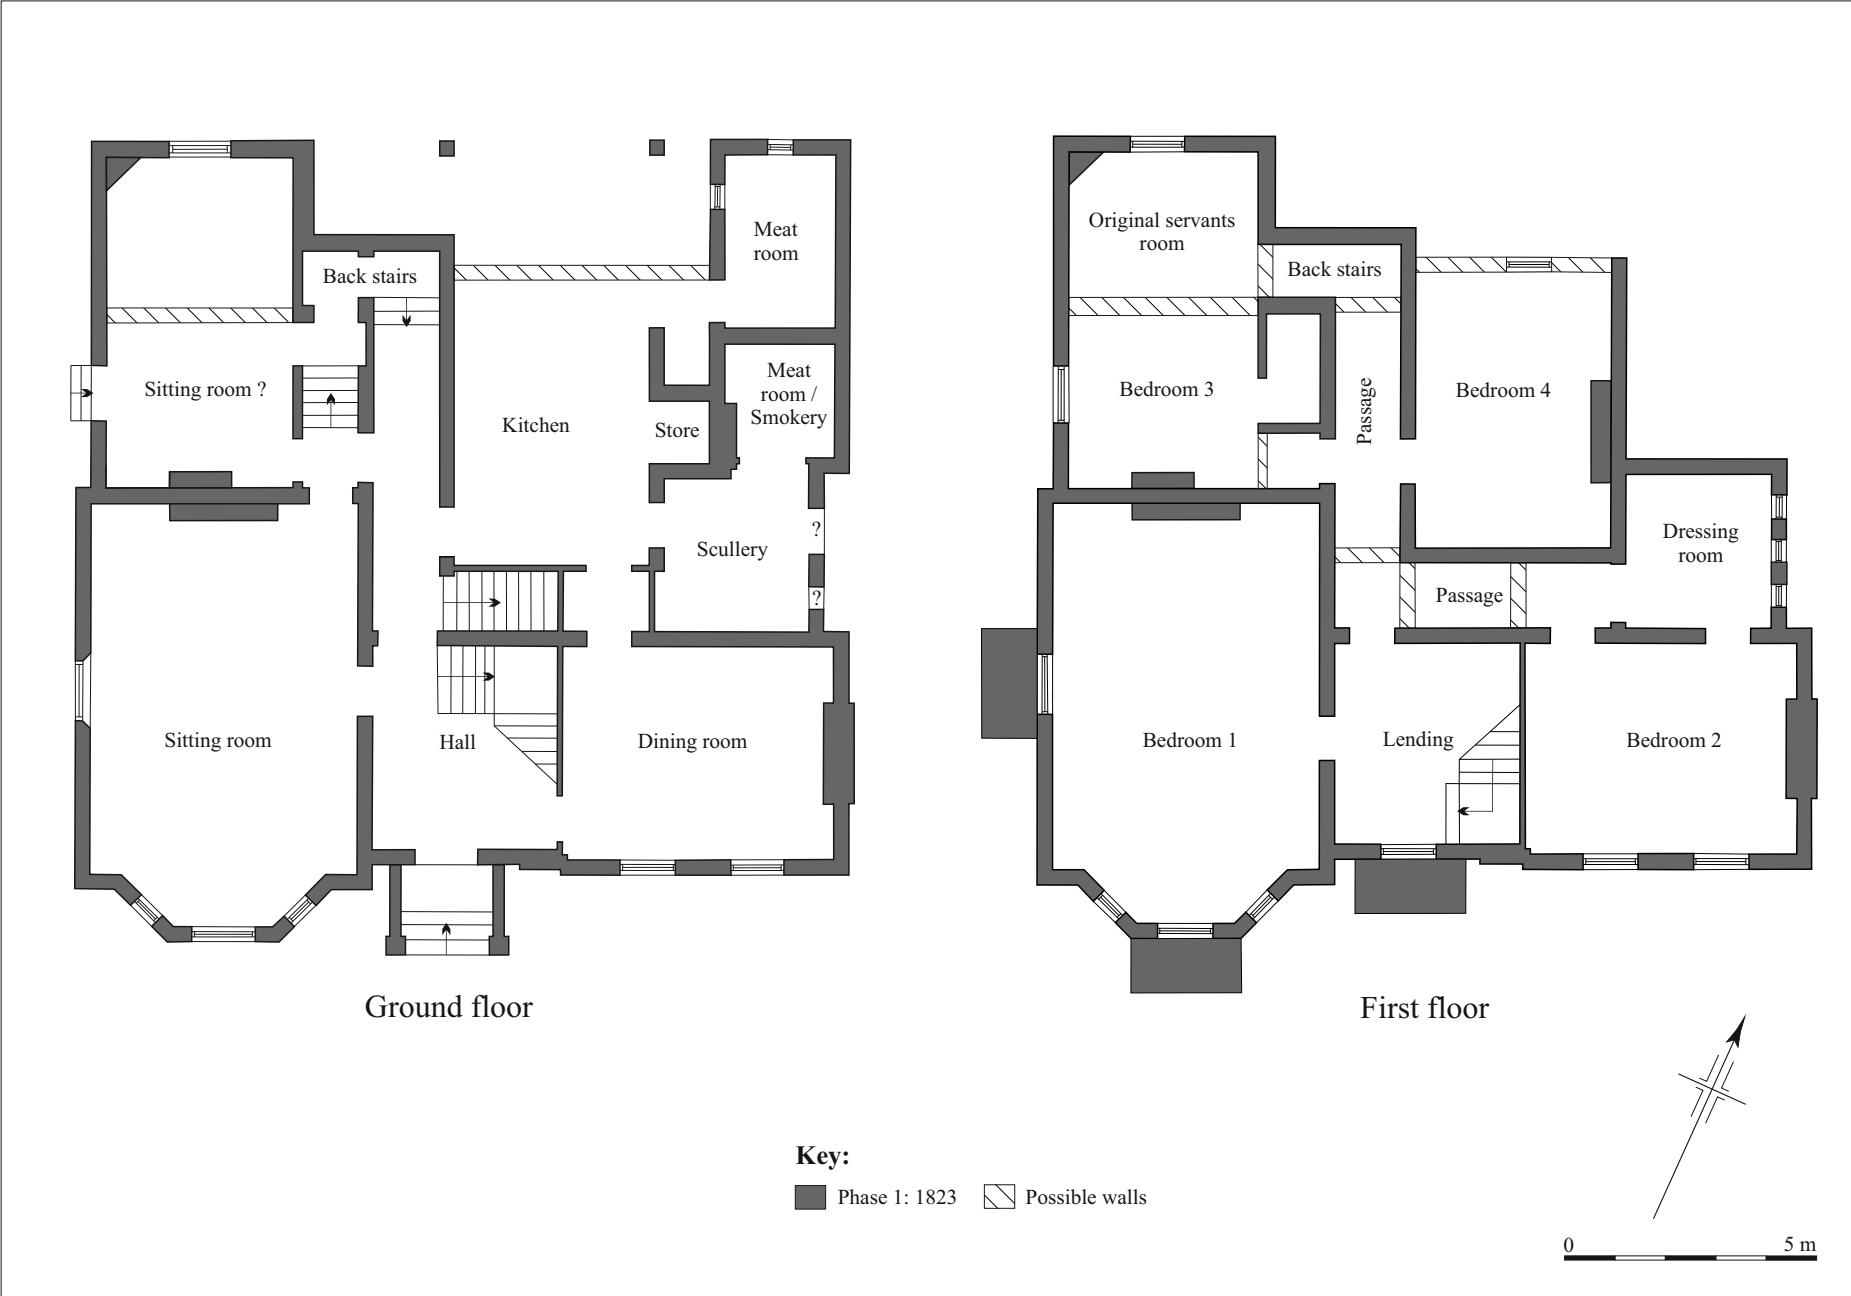 Meat
room
Back stairs
Meat
room /
Smokery
Sitting room ?
Kitchen
Store
Scullery
?
?
Sitting room
Hall
Dining room
Ground floor
Original servants
room
Back stairs
Bedroom 3
Passage
Bedroom 4
Dressing
room
Passage
Bedroom 1
Lending
Bedroom 2
First floor
Key:
Phase 1: 1823
Possible walls
0
5 m